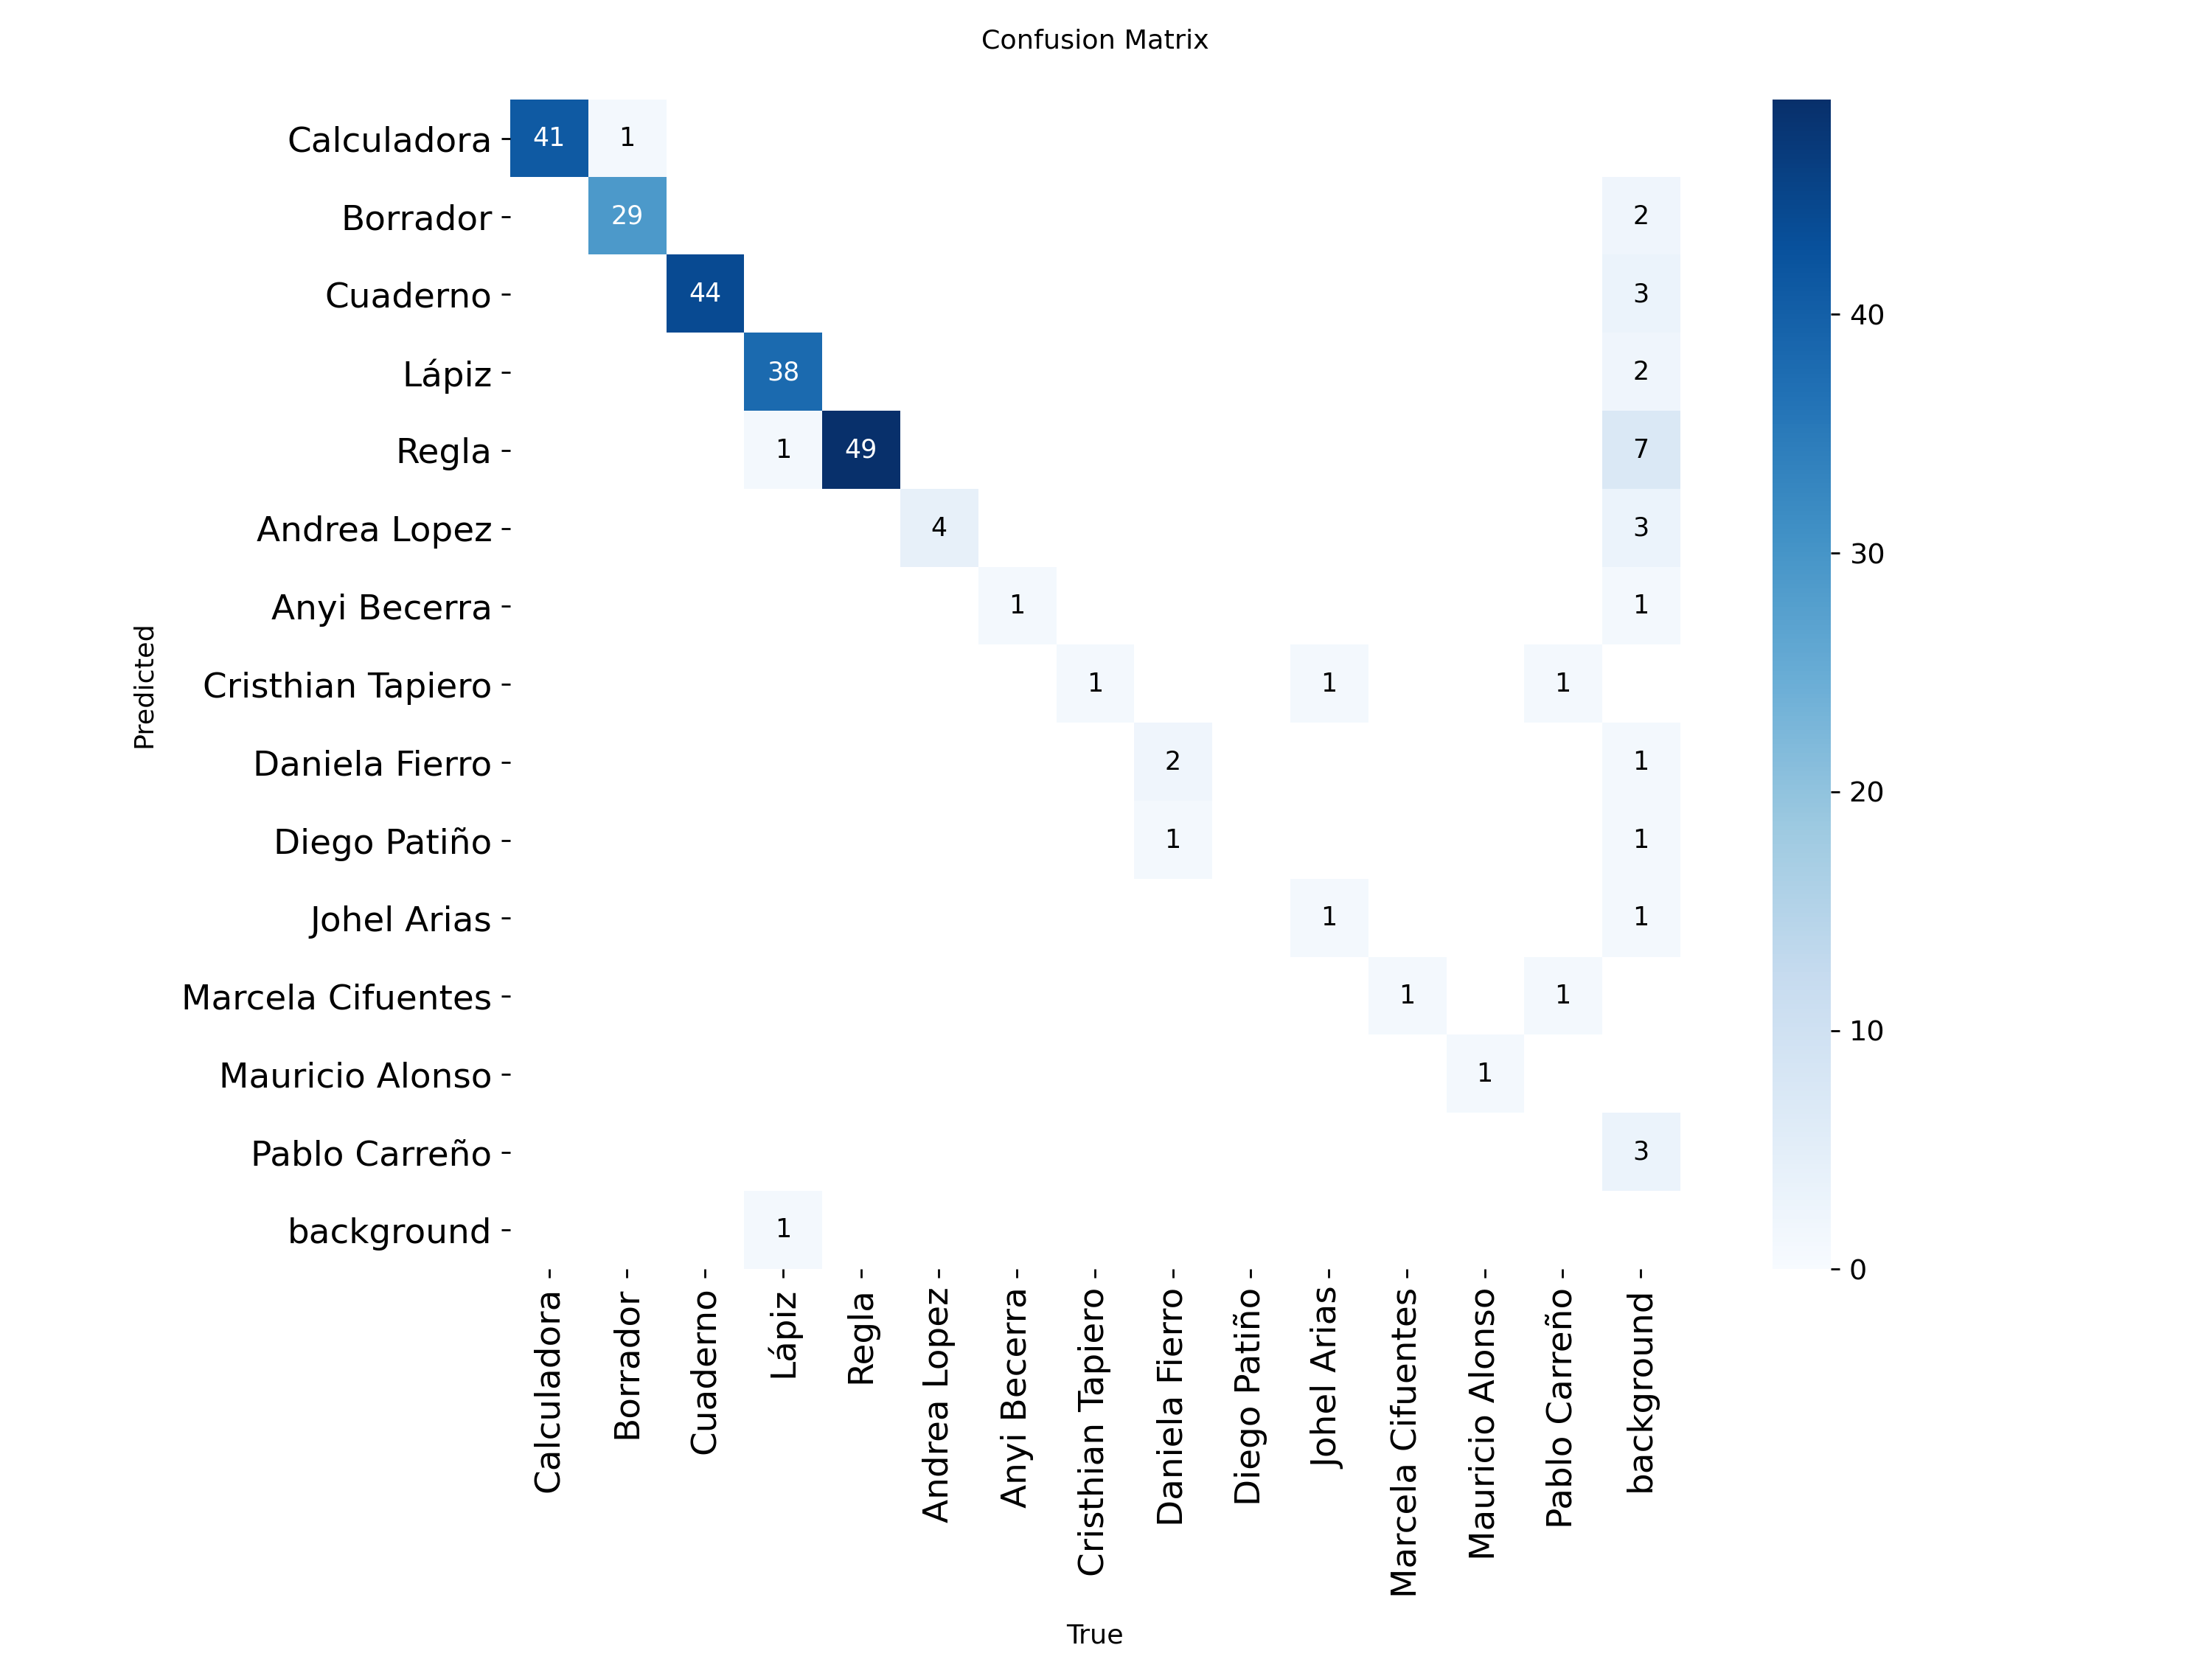 Confusion Matrix
Calculadora 41 1
Borrador 29 2
Cuaderno 44 3
Lápiz 38 2
Regla 1 49 7
Andrea Lopez 4 3
Anyi Becerra 1 1
Cristhian Tapiero 1 1 1
Daniela Fierro 2 1
Diego Patiño 1 1
Johel Arias 1 1
Marcela Cifuentes 1 1
Mauricio Alonso 1
Pablo Carreño 3
background 1
Predicted
Calculadora
Borrador
Cuaderno
Lápiz
Regla
Andrea Lopez
Anyi Becerra
Cristhian Tapiero
Daniela Fierro
Diego Patiño
Johel Arias
Marcela Cifuentes
Mauricio Alonso
Pablo Carreño
background
True
40
30
20
10
0